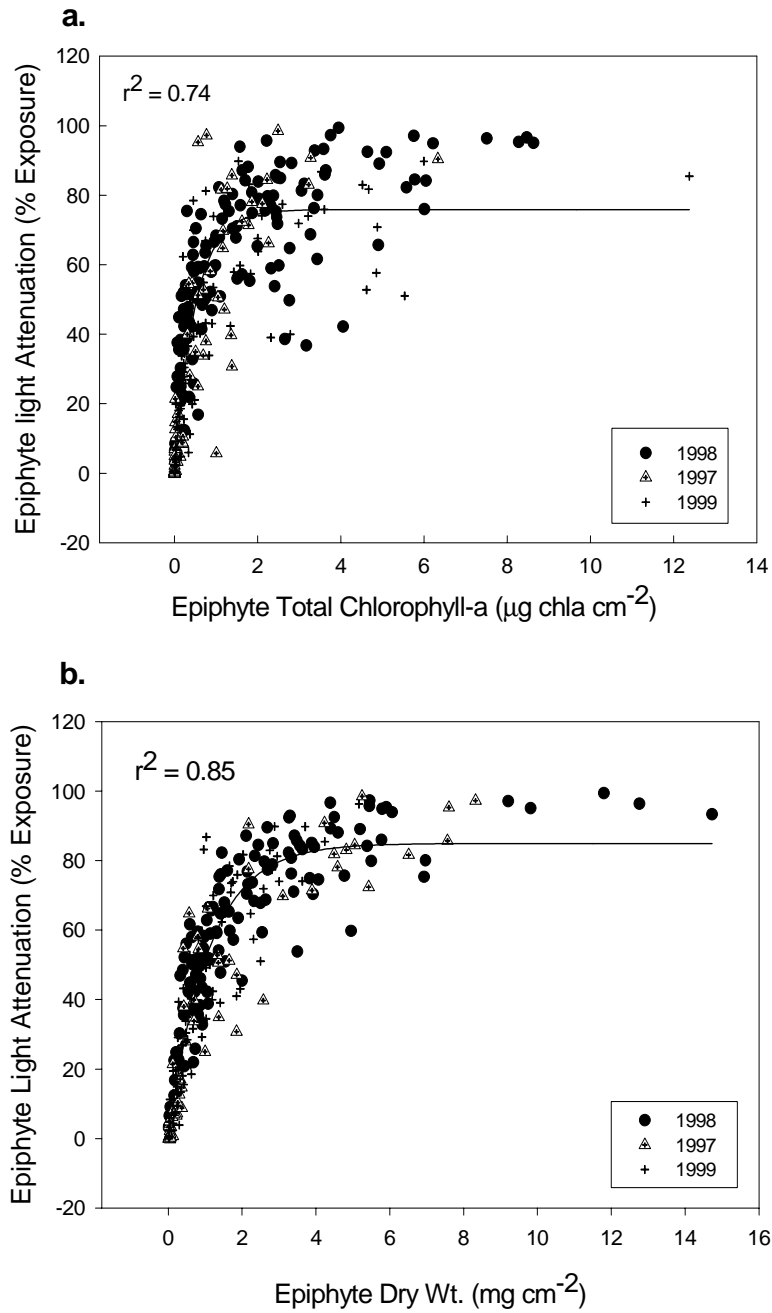 a.
120
100
80
60
40
20
0
-20
Epiphyte light Attenuation (% Exposure)
r² = 0.74
1998
1997
1999
0 2 4 6 8 10 12 14
Epiphyte Total Chlorophyll-a (μg chla cm⁻²)
b.
120
100
80
60
40
20
0
-20
Epiphyte Light Attenuation (% Exposure)
r² = 0.85
1998
1997
1999
0 2 4 6 8 10 12 14 16
Epiphyte Dry Wt. (mg cm⁻²)